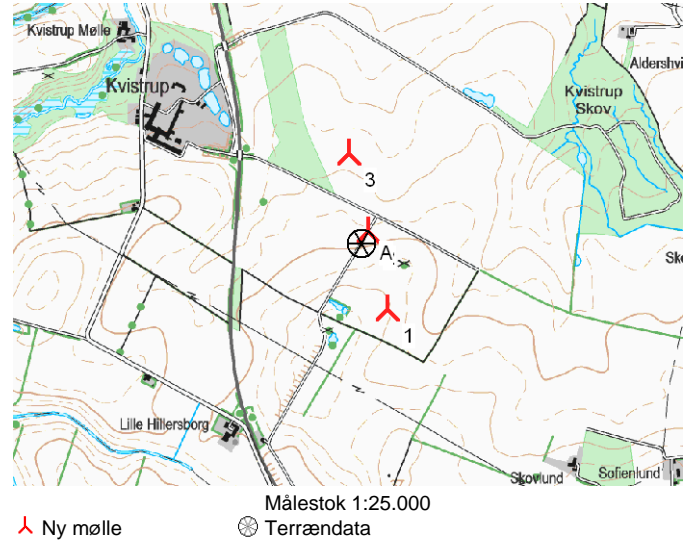 Kvistrup Mølle
Aldershvi
Kvistrup
Kvistrup
Skov
3
A
Sk
1
Lille Hillersborg
Skovlund
Sofienlund
Målestok 1:25.000
Ny mølle
Terrændata